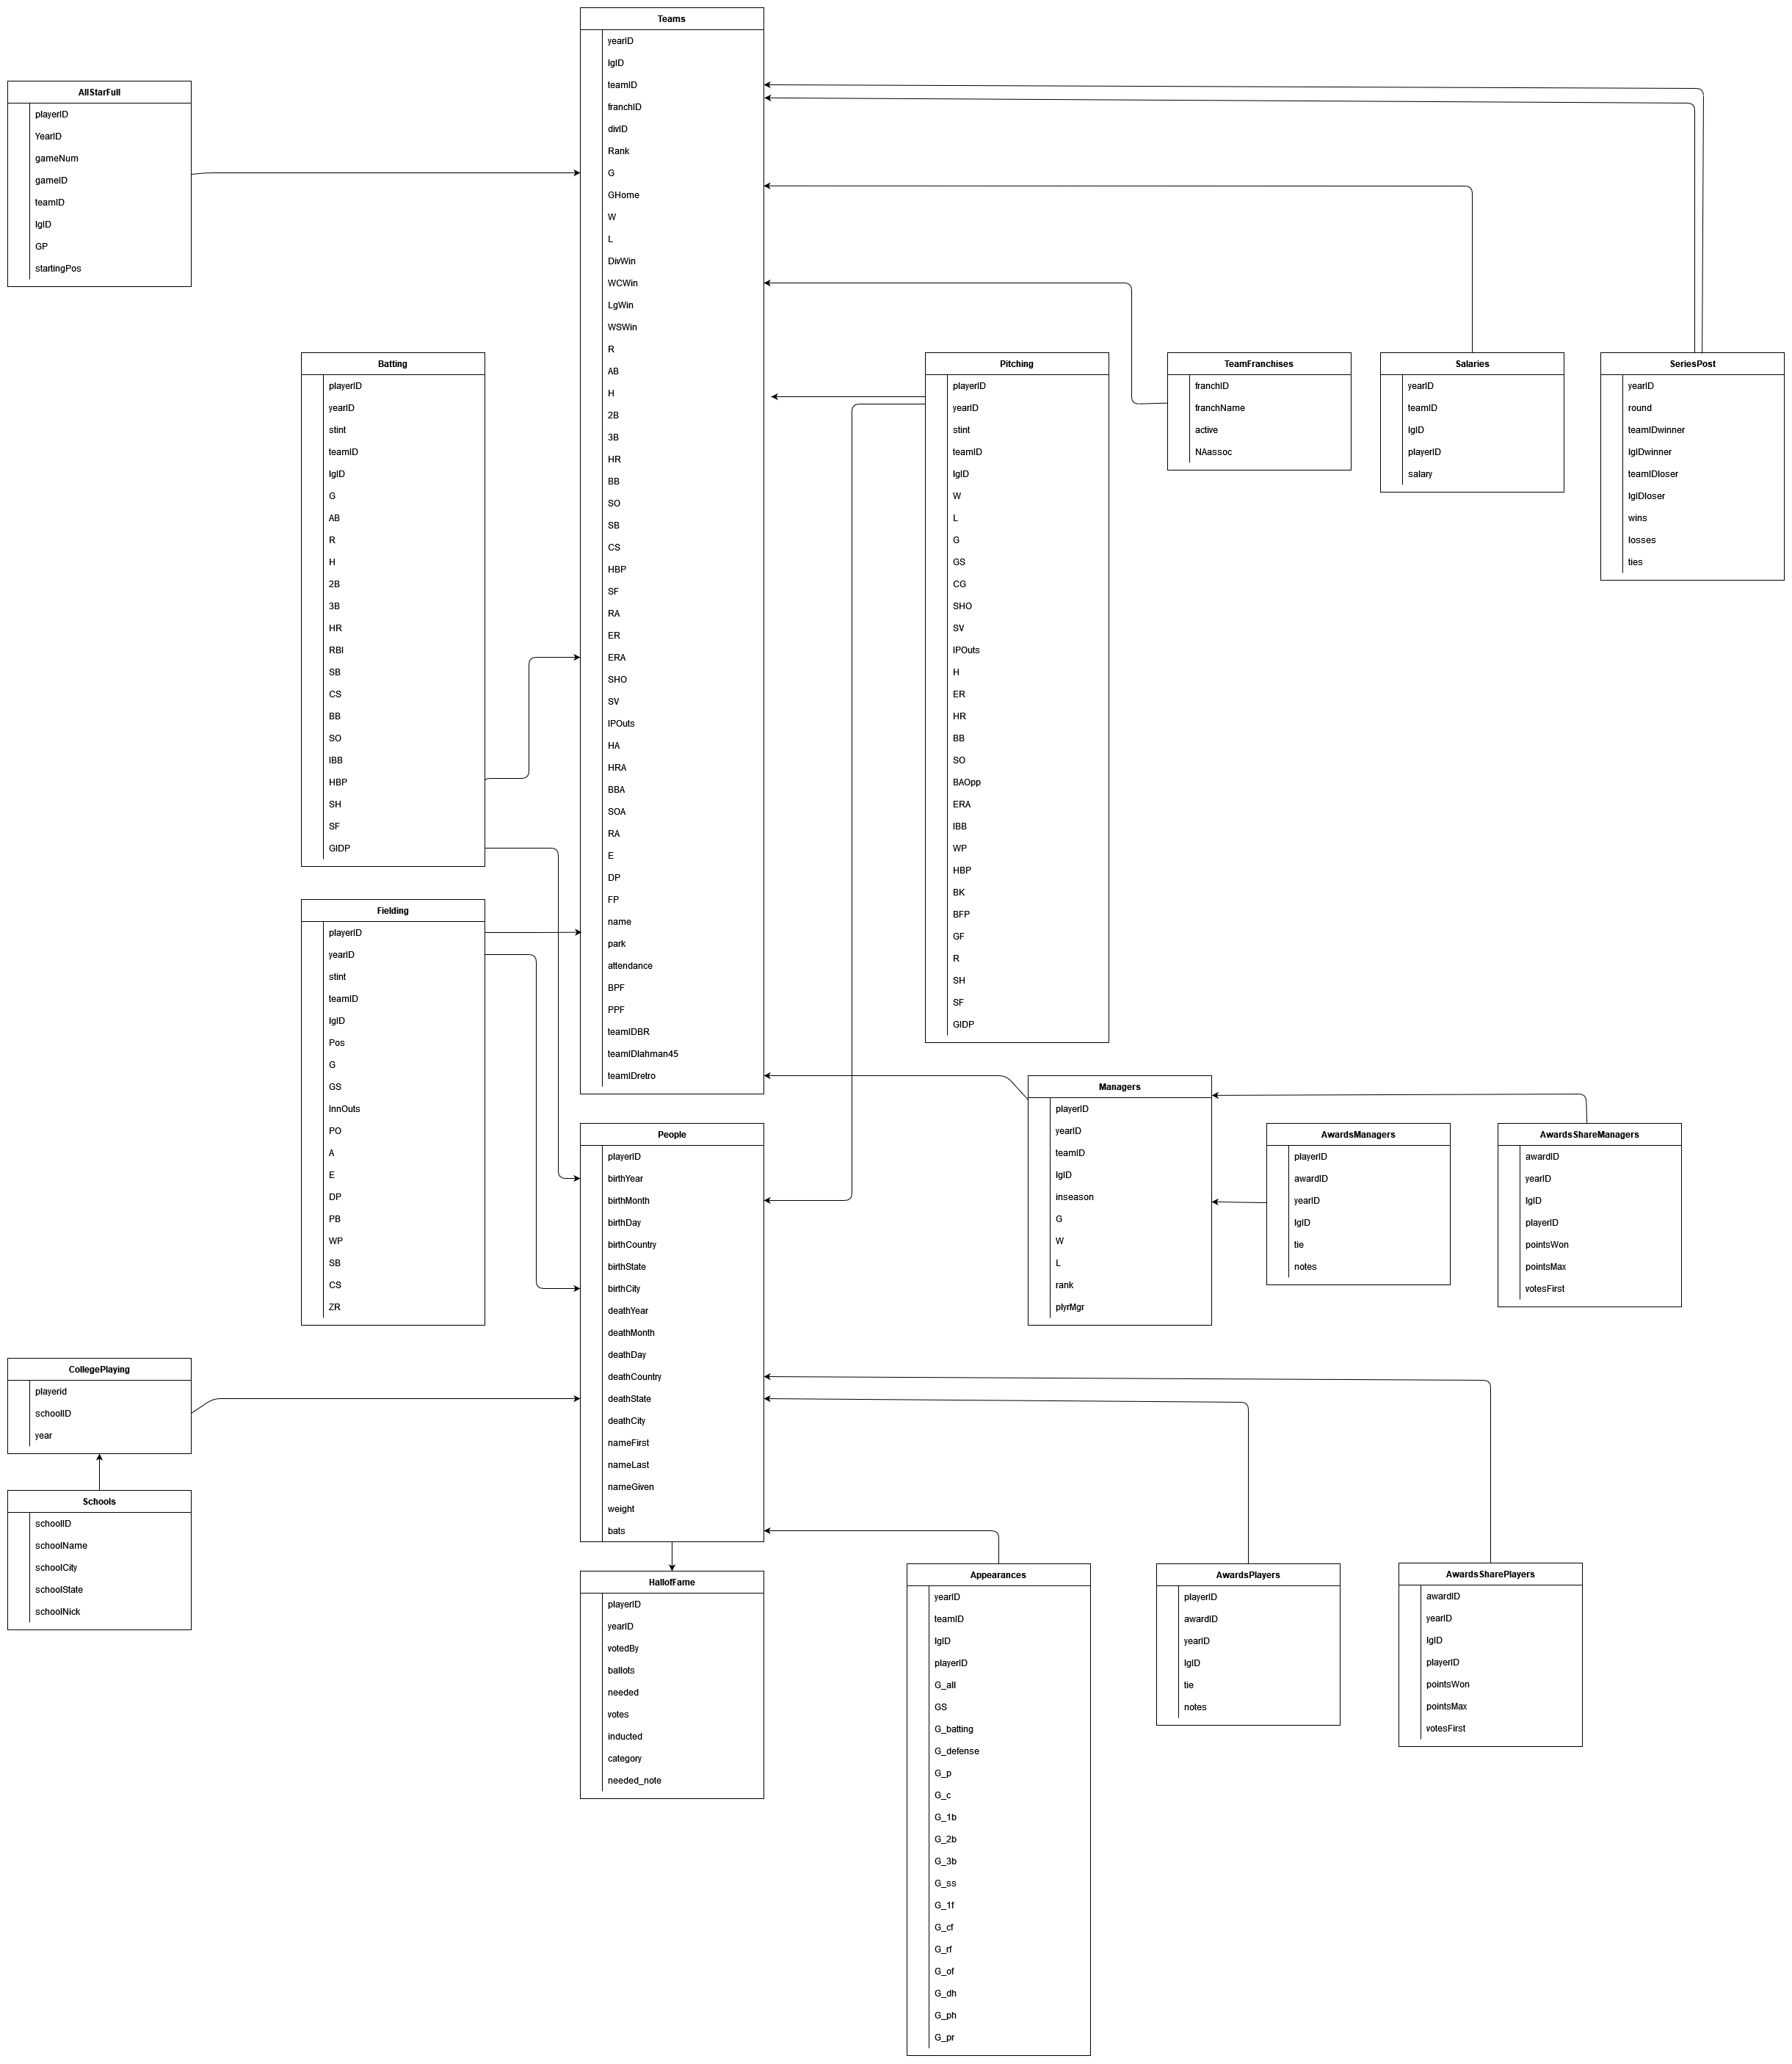 Teams
yearID
lgID
teamID
franchID
divID
Rank
G
GHome
W
L
DivWin
WCWin
LgWin
WSWin
R
AB
H
2B
3B
HR
BB
SO
SB
CS
HBP
SF
RA
ER
ERA
SHO
SV
IPOuts
HA
HRA
BBA
SOA
RA
E
DP
FP
name
park
attendance
BPF
PPF
teamIDBR
teamIDlahman45
teamIDretro
AllStarFull
playerID
YearID
gameNum
gameID
teamID
lgID
GP
startingPos
Batting
playerID
yearID
stint
teamID
lgID
G
AB
R
H
2B
3B
HR
RBI
SB
CS
BB
SO
IBB
HBP
SH
SF
GIDP
Pitching
playerID
yearID
stint
teamID
lgID
W
L
G
GS
CG
SHO
SV
IPOuts
H
ER
HR
BB
SO
BAOpp
ERA
IBB
WP
HBP
BK
BFP
GF
R
SH
SF
GIDP
TeamFranchises
franchID
franchName
active
NAassoc
Salaries
yearID
teamID
lgID
playerID
salary
SeriesPost
yearID
round
teamIDwinner
lgIDwinner
teamIDloser
lgIDloser
wins
losses
ties
Fielding
playerID
yearID
stint
teamID
lgID
Pos
G
GS
InnOuts
PO
A
E
DP
PB
WP
SB
CS
ZR
People
playerID
birthYear
birthMonth
birthDay
birthCountry
birthState
birthCity
deathYear
deathMonth
deathDay
deathCountry
deathState
deathCity
nameFirst
nameLast
nameGiven
weight
bats
Managers
playerID
yearID
teamID
lgID
inseason
G
W
L
rank
plyrMgr
AwardsManagers
playerID
awardID
yearID
lgID
tie
notes
AwardsShareManagers
awardID
yearID
lgID
playerID
pointsWon
pointsMax
votesFirst
CollegePlaying
playerid
schoolID
year
Schools
schoolID
schoolName
schoolCity
schoolState
schoolNick
HallofFame
playerID
yearID
votedBy
ballots
needed
votes
inducted
category
needed_note
Appearances
yearID
teamID
lgID
playerID
G_all
GS
G_batting
G_defense
G_p
G_c
G_1b
G_2b
G_3b
G_ss
G_1f
G_cf
G_rf
G_of
G_dh
G_ph
G_pr
AwardsPlayers
playerID
awardID
yearID
lgID
tie
notes
AwardsSharePlayers
awardID
yearID
lgID
playerID
pointsWon
pointsMax
votesFirst